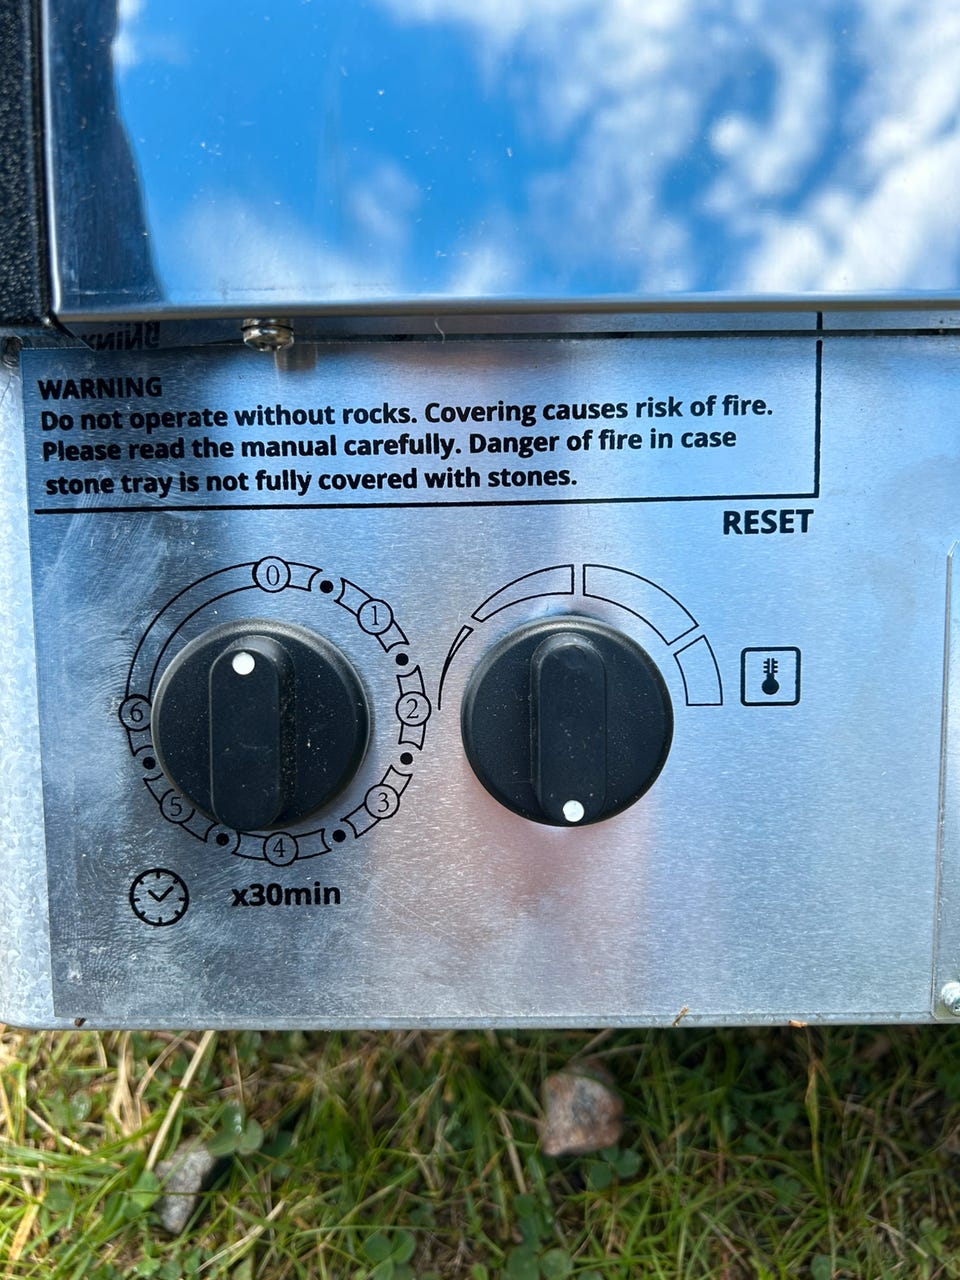 WARNING
Do not operate without rocks. Covering causes risk of fire.
Please read the manual carefully. Danger of fire in case
stone tray is not fully covered with stones.
RESET
0
1
2
3
4
5
6
x30min